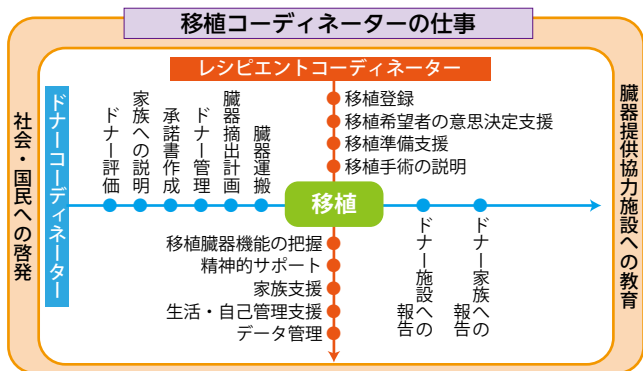 移植コーディネーターの仕事
社会・国民への啓発
ドナーコーディネーター
レシピエントコーディネーター
移植登録
移植希望者の意思決定支援
移植準備支援
移植手術の説明
ドナー評価
家族への説明
承諾書作成
ドナー管理
臓器摘出計画
臓器運搬
移植
移植臓器機能の把握
精神的サポート
家族支援
生活・自己管理支援
データ管理
ドナー施設への
報告
ドナー家族への
報告
臓器提供協力施設への教育